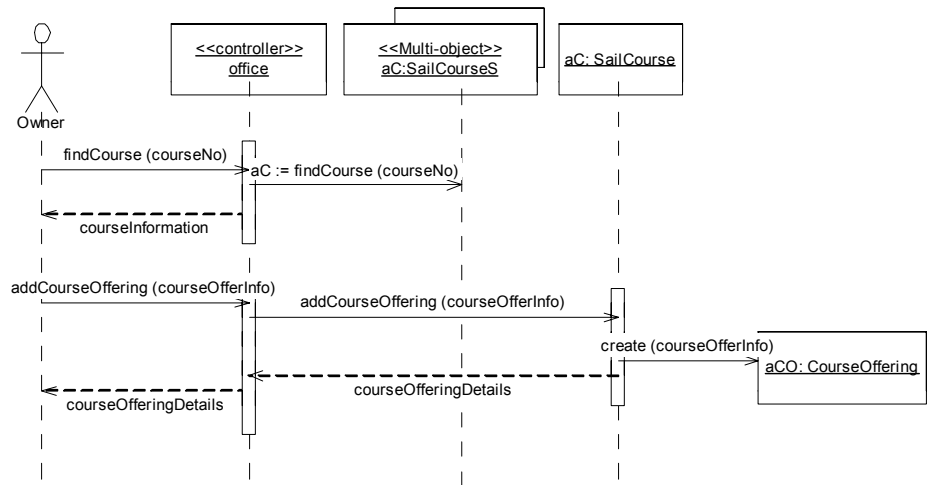 <<controller>>
office
<<Multi-object>>
aC:SailCourseS
aC: SailCourse
Owner
findCourse (courseNo)
aC := findCourse (courseNo)
courseInformation
addCourseOffering (courseOfferInfo)
addCourseOffering (courseOfferInfo)
create (courseOfferInfo)
aCO: CourseOffering
courseOfferingDetails
courseOfferingDetails